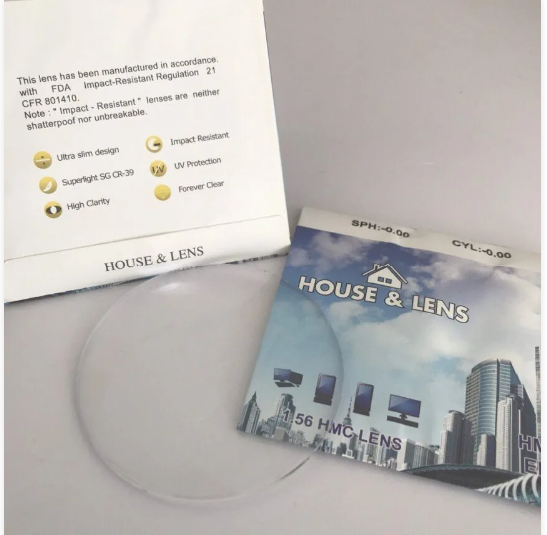 This lens has been manufactured in accordance.
with FDA Impact-Resistant Regulation 21
CFR 801410.
Note : " Impact - Resistant " lenses are neither
shatterpoof nor unbreakable.
Ultra slim design
Impact Resistant
Superlight SG CR-39
UV
UV Protection
High Clarity
Forever Clear
HOUSE & LENS
SPH:-0.00
CYL:-0.00
HOUSE & LENS
1.56 HMC LENS
HM
E